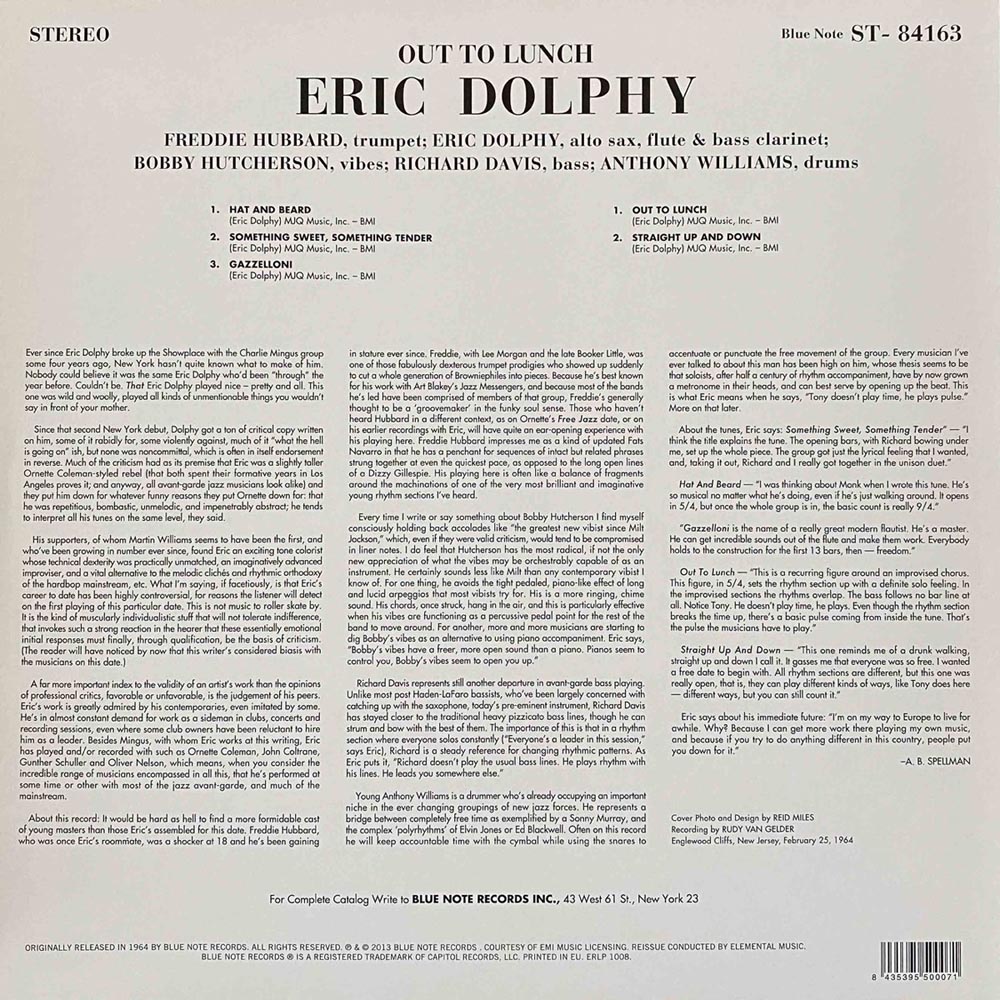 STEREO
Blue Note ST- 84163
OUT TO LUNCH
ERIC DOLPHY
FREDDIE HUBBARD, trumpet; ERIC DOLPHY, alto sax, flute & bass clarinet;
BOBBY HUTCHERSON, vibes; RICHARD DAVIS, bass; ANTHONY WILLIAMS, drums
1. HAT AND BEARD
(Eric Dolphy) MJQ Music, Inc. – BMI
2. SOMETHING SWEET, SOMETHING TENDER
(Eric Dolphy) MJQ Music, Inc. – BMI
3. GAZZELLONI
(Eric Dolphy) MJQ Music, Inc. – BMI
1. OUT TO LUNCH
(Eric Dolphy) MJQ Music, Inc. – BMI
2. STRAIGHT UP AND DOWN
(Eric Dolphy) MJQ Music, Inc. – BMI
Ever since Eric Dolphy broke up the Showplace with the Charlie Mingus group
some four years ago, New York hasn't quite known what to make of him.
Nobody could believe it was the same Eric Dolphy who'd been "through" the
year before. Couldn't be. That Eric Dolphy played nice – pretty and all. This
one was wild and woolly, played all kinds of unmentionable things you wouldn't
say in front of your mother.
Since that second New York debut, Dolphy got a ton of critical copy written
on him, some of it rabidly for, some violently against, much of it "what the hell
is going on" ish, but none was noncommittal, which is often in itself endorsement
in reverse. Much of the criticism had as its premise that Eric was a slightly taller
Ornette Coleman-styled rebel (that both spent their formative years in Los
Angeles proves it; and anyway, all avant-garde jazz musicians look alike) and
they put him down for whatever funny reasons they put Ornette down for: that
he was repetitious, bombastic, unmelodic, and impenetrably abstract; he tends
to interpret all his tunes on the same level, they said.
His supporters, of whom Martin Williams seems to have been the first, and
who've been growing in number ever since, found Eric an exciting tone colorist
whose technical dexterity was practically unmatched, an imaginatively advanced
improviser, and a vital alternative to the melodic clichés and rhythmic orthodoxy
of the hardbop mainstream, etc. What I'm saying, if facetiously, is that Eric's
career to date has been highly controversial, for reasons the listener will detect
on the first playing of this particular date. This is not music to roller skate by.
It is the kind of muscularly individualistic stuff that will not tolerate indifference,
that invokes such a strong reaction in the hearer that these essential emotional
initial responses must finally, through qualification, be the basis of criticism.
(The reader will have noticed by now that this writer's considered biasis with
the musicians on this date.)
A far more important index to the validity of an artist's work than the opinions
of professional critics, favorable or unfavorable, is the judgement of his peers.
Eric's work is greatly admired by his contemporaries, even imitated by some.
He's in almost constant demand for work as a sideman in clubs, concerts and
recording sessions, even where some club owners have been reluctant to hire
him as a leader. Besides Mingus, with whom Eric works at this writing, Eric
has played and/or recorded with such as Ornette Coleman, John Coltrane,
Gunther Schuller and Oliver Nelson, which means, when you consider the
incredible range of musicians encompassed in all this, that he's performed at
some time or other with most of the jazz avant-garde, and much of the
mainstream.
About this record: It would be hard as hell to find a more formidable cast
of young masters than those Eric's assembled for this date. Freddie Hubbard,
who was once Eric's roommate, was a shocker at 18 and he's been gaining
in stature ever since. Freddie, with Lee Morgan and the late Booker Little, was
one of those fabulously dexterous trumpet prodigies who showed up suddenly
to cut a whole generation of Browniephiles into pieces. Because he's best known
for his work with Art Blakey's Jazz Messengers, and because most of the bands
he's led have been comprised of members of that group, Freddie's generally
thought to be a 'groovemaker' in the funky soul sense. Those who haven't
heard Hubbard in a different context, as on Ornette's Free Jazz date, or on
his earlier recordings with Eric, will have quite an ear-opening experience with
his playing here. Freddie Hubbard impresses me as a kind of updated Fats
Navarro in that he has a penchant for sequences of intact but related phrases
strung together at even the quickest pace, as opposed to the long open lines
of a Dizzy Gillespie. His playing here is often like a balance of fragments
around the machinations of one of the very most brilliant and imaginative
young rhythm sections I've heard.
Every time I write or say something about Bobby Hutcherson I find myself
consciously holding back accolades like "the greatest new vibist since Milt
Jackson," which, even if they were valid criticism, would tend to be compromised
in liner notes. I do feel that Hutcherson has the most radical, if not the only
new appreciation of what the vibes may be orchestrably capable of as an
instrument. He certainly sounds less like Milt than any contemporary vibist I
know of. For one thing, he avoids the tight pedaled, piano-like effect of long
and lucid arpeggios that most vibists try for. His is a more ringing, chime
sound. His chords, once struck, hang in the air, and this is particularly effective
when his vibes are functioning as a percussive pedal point for the rest of the
band to move around. For another, more and more musicians are starting to
dig Bobby's vibes as an alternative to using piano accompaniment. Eric says,
"Bobby's vibes have a freer, more open sound than a piano. Pianos seem to
control you, Bobby's vibes seem to open you up."
Richard Davis represents still another departure in avant-garde bass playing.
Unlike most post Haden-LaFaro bassists, who've been largely concerned with
catching up with the saxophone, today's pre-eminent instrument, Richard Davis
has stayed closer to the traditional heavy pizzicato bass lines, though he can
strum and bow with the best of them. The importance of this is that in a rhythm
section where everyone solos constantly ("Everyone's a leader in this session,"
says Eric), Richard is a steady reference for changing rhythmic patterns. As
Eric puts it, "Richard doesn't play the usual bass lines. He plays rhythm with
his lines. He leads you somewhere else."
Young Anthony Williams is a drummer who's already occupying an important
niche in the ever changing groupings of new jazz forces. He represents a
bridge between completely free time as exemplified by a Sonny Murray, and
the complex 'polyrhythms' of Elvin Jones or Ed Blackwell. Often on this record
he will keep accountable time with the cymbal while using the snares to
accentuate or punctuate the free movement of the group. Every musician I've
ever talked to about this man has been high on him, whose thesis seems to be
that soloists, after half a century of rhythm accompaniment, have by now grown
a metronome in their heads, and can best serve by opening up the beat. This
is what Eric means when he says, "Tony doesn't play time, he pulses."
More on that later.
About the tunes, Eric says: Something Sweet, Something Tender" — "I
think the title explains the tune. The opening bars, with Richard bowing under
me, set up the whole piece. The group got just the lyrical feeling that I wanted,
and, taking it out, Richard and I really got together in the unison duet."
Hat And Beard — "I was thinking about Monk when I wrote this tune. He's
so musical no matter what he's doing, even if he's just walking around. It opens
in 5/4, but once the whole group is in, the basic count is really 9/4."
"Gazzelloni is the name of a really great modern flautist. He's a master.
He can get incredible sounds out of the flute and make them work. Everybody
holds to the construction for the first 13 bars, then — freedom."
Out To Lunch — "This is a recurring figure around an improvised chorus.
This figure, in 5/4, sets the rhythm section up with a definite solo feeling. In
the improvised sections the rhythms overlap. The bass follows no bar line at
all. Notice Tony. He doesn't play time, he plays. Even though the rhythm section
breaks the time up, there's a basic pulse coming from inside the tune. That's
the pulse the musicians have to play."
Straight Up And Down — "This one reminds me of a drunk walking,
straight up and down I call it. It gasses me that everyone was so free. I wanted
a free date to begin with. All rhythm sections are different, but this one was
really open, that is, they can play different kinds of ways, like Tony does here
— different ways, but you can still count it."
Eric says about his immediate future: "I'm on my way to Europe to live for
awhile. Why? Because I can get more work there playing my own music,
and because if you try to do anything different in this country, people put
you down for it."
–A. B. SPELLMAN
Cover Photo and Design by REID MILES
Recording by RUDY VAN GELDER
Englewood Cliffs, New Jersey, February 25, 1964
For Complete Catalog Write to BLUE NOTE RECORDS INC., 43 West 61 St., New York 23
ORIGINALLY RELEASED IN 1964 BY BLUE NOTE RECORDS. ALL RIGHTS RESERVED. ℗ & © 2013 BLUE NOTE RECORDS . COURTESY OF EMI MUSIC LICENSING. REISSUE CONDUCTED BY ELEMENTAL MUSIC.
BLUE NOTE RECORDS ® IS A REGISTERED TRADEMARK OF CAPITOL RECORDS, LLC. PRINTED IN EU. ERLP 1008.
8 435395 500071